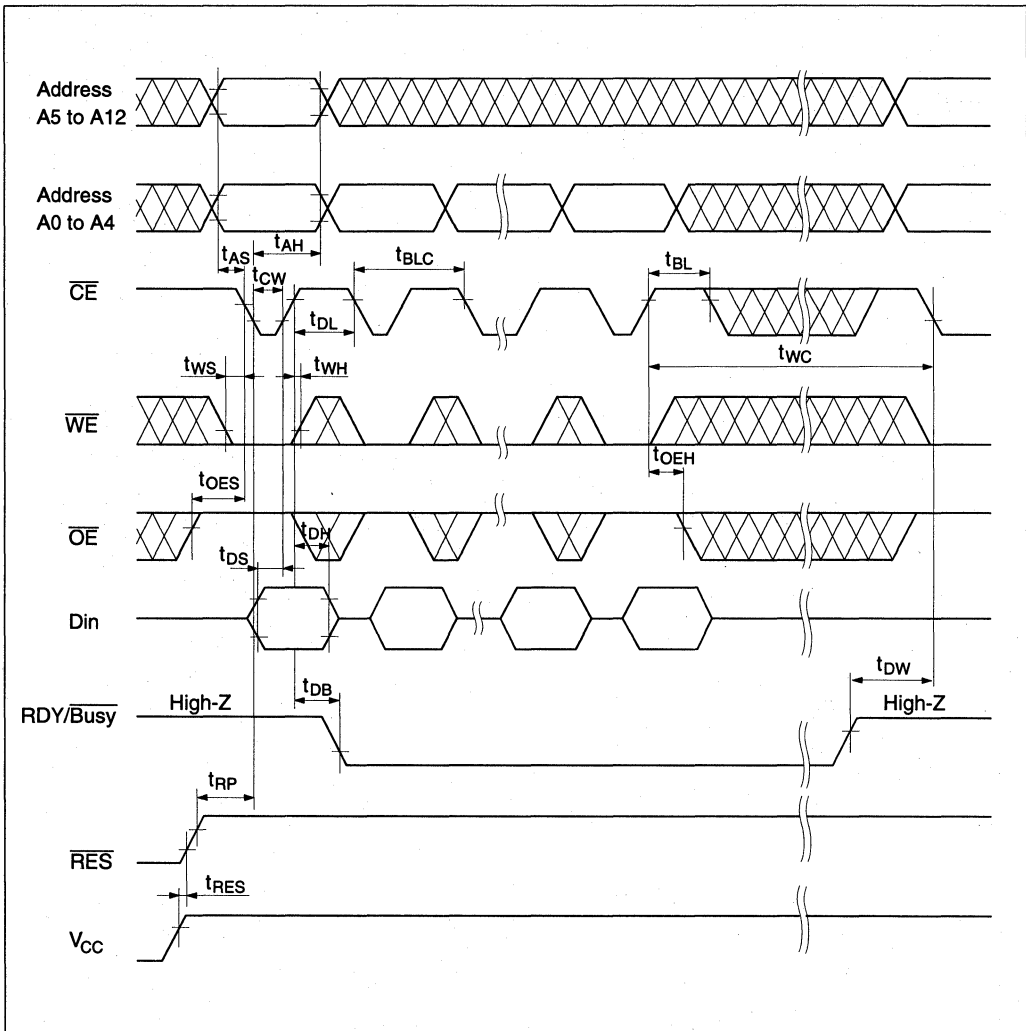 Address
A5 to A12
Address
A0 to A4
tAS
tAH
tCW
tBLC
tBL
CE
tDL
tWC
tWS
tWH
WE
tOEH
tOES
OE
tDH
tDS
Din
tDB
tDW
High-Z
High-Z
RDY/Busy
tRP
RES
tRES
VCC